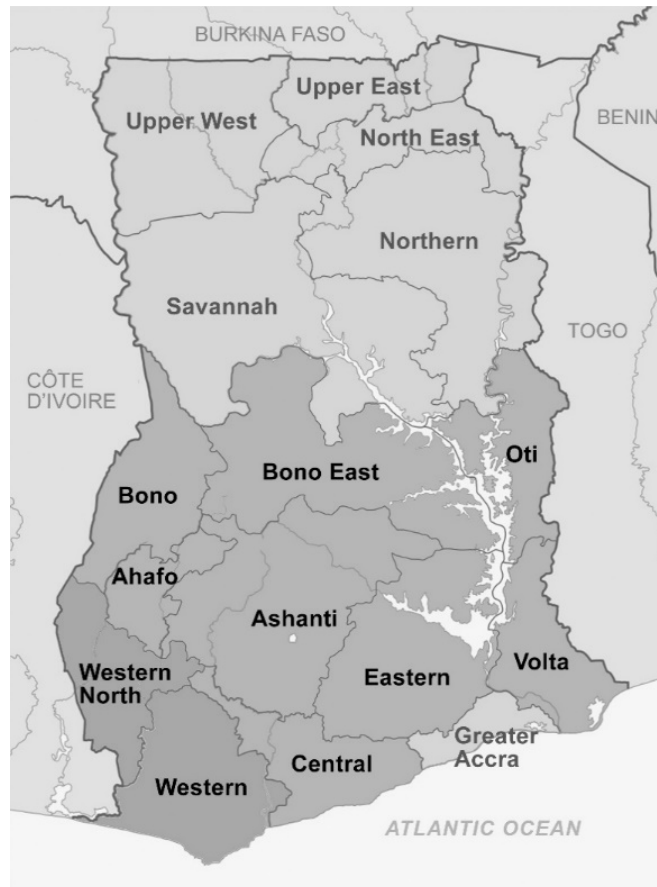 BURKINA FASO
Upper East
Upper West
BENIN
North East
Northern
Savannah
TOGO
CÔTE
D'IVOIRE
Oti
Bono East
Bono
Ahafo
Ashanti
Western
North
Volta
Eastern
Greater
Accra
Central
Western
ATLANTIC OCEAN